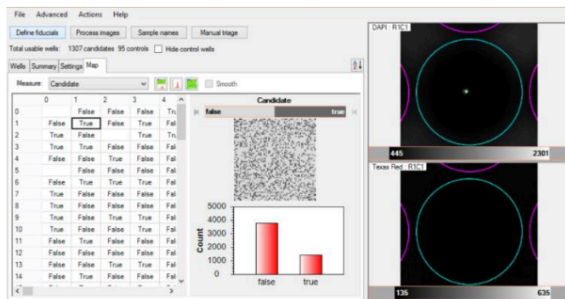 File Advanced Actions Help
Define fiducials Process images Sample names Manual triage
Total usable wells: 1307 candidates 95 controls Hide control wells
Wells Summary Settings Map
Measure: Candidate Smooth
0 1 2 3 4
0 False False False Tru
1 False True False True Fal
2 True False True Tru
3 True True False False Fal
4 False False True False Fal
5 False False False Fal
6 False True True False Fal
7 True False False False Fal
8 True False False True Fal
9 True False True True Fal
10 True True False False Fal
11 False True False False Fal
12 False False False False Fal
13 False False False False Fal
14 False True False False Fal
Candidate
false true
Count
5000
4000
3000
2000
1000
0
false true
DAPI : R1C1
445 2301
Texas Red : R1C1
135 635